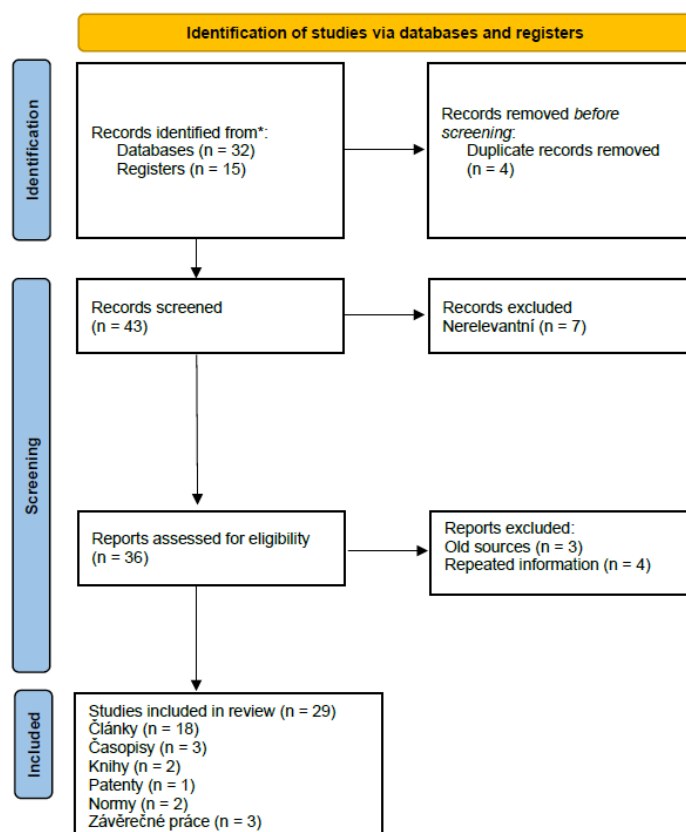 Identification of studies via databases and registers
Identification
Records identified from*:
Databases (n = 32)
Registers (n = 15)
Records removed before
screening:
Duplicate records removed
(n = 4)
Screening
Records screened
(n = 43)
Records excluded
Nerelevantní (n = 7)
Reports assessed for eligibility
(n = 36)
Reports excluded:
Old sources (n = 3)
Repeated information (n = 4)
Included
Studies included in review (n = 29)
Články (n = 18)
Časopisy (n = 3)
Knihy (n = 2)
Patenty (n = 1)
Normy (n = 2)
Závěrečné práce (n = 3)